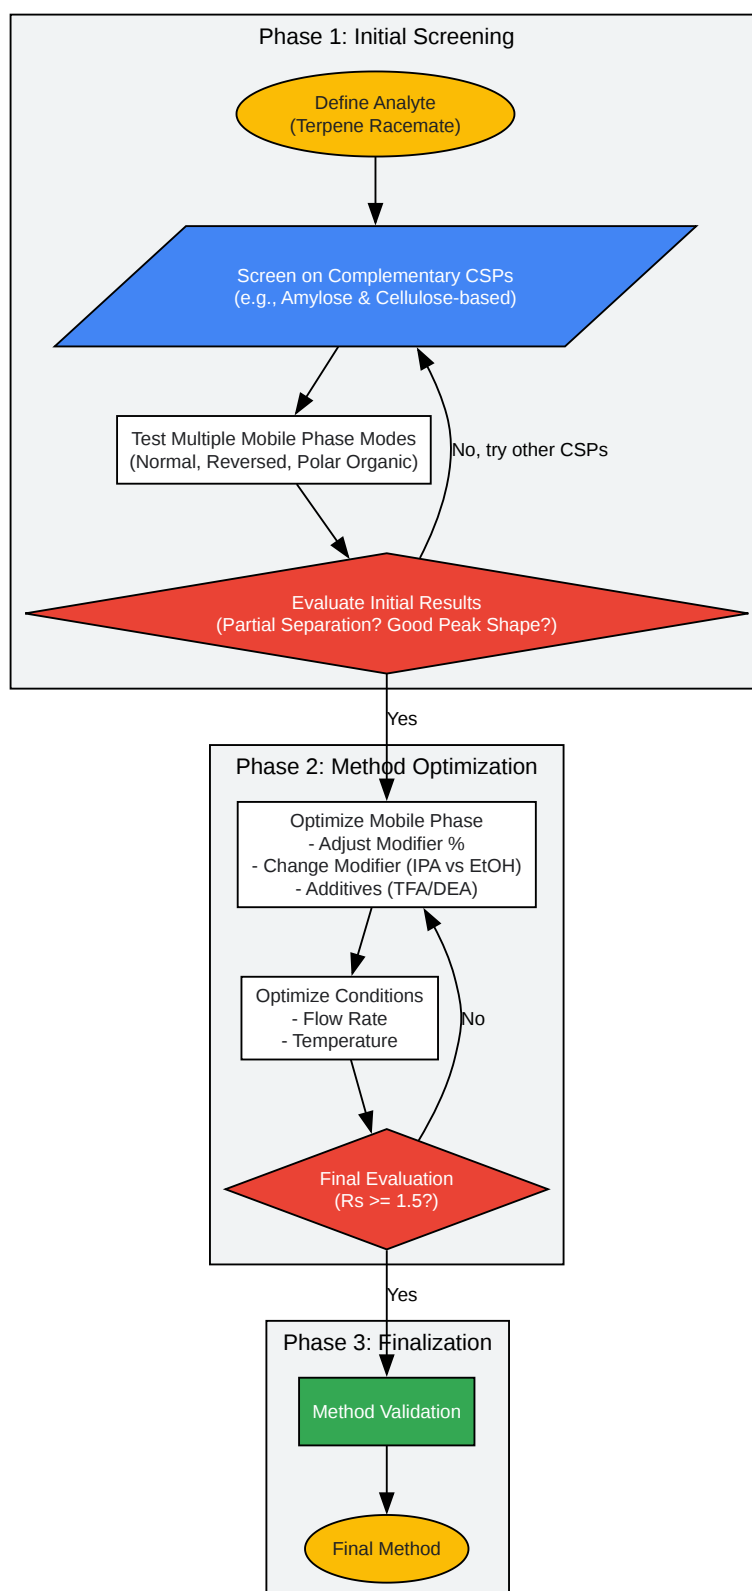 Phase 1: Initial Screening
Define Analyte
(Terpene Racemate)
Screen on Complementary CSPs
(e.g., Amylose & Cellulose-based)
Test Multiple Mobile Phase Modes
(Normal, Reversed, Polar Organic)
No, try other CSPs
Evaluate Initial Results
(Partial Separation? Good Peak Shape?)
Yes
Phase 2: Method Optimization
Optimize Mobile Phase
- Adjust Modifier %
- Change Modifier (IPA vs EtOH)
- Additives (TFA/DEA)
Optimize Conditions
- Flow Rate
- Temperature
No
Final Evaluation
(Rs >= 1.5?)
Yes
Phase 3: Finalization
Method Validation
Final Method